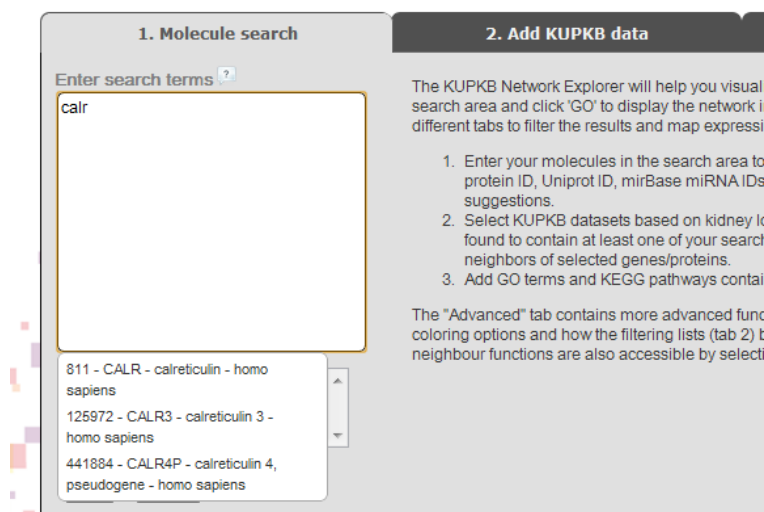 1. Molecule search
2. Add KUPKB data
Enter search terms ?
calr
811 - CALR - calreticulin - homo
sapiens
125972 - CALR3 - calreticulin 3 -
homo sapiens
441884 - CALR4P - calreticulin 4,
pseudogene - homo sapiens
The KUPKB Network Explorer will help you visual
search area and click 'GO' to display the network i
different tabs to filter the results and map expressi
1. Enter your molecules in the search area to
protein ID, Uniprot ID, mirBase miRNA IDs
suggestions.
2. Select KUPKB datasets based on kidney lo
found to contain at least one of your search
neighbors of selected genes/proteins.
3. Add GO terms and KEGG pathways contai
The "Advanced" tab contains more advanced func
coloring options and how the filtering lists (tab 2) b
neighbour functions are also accessible by selecti